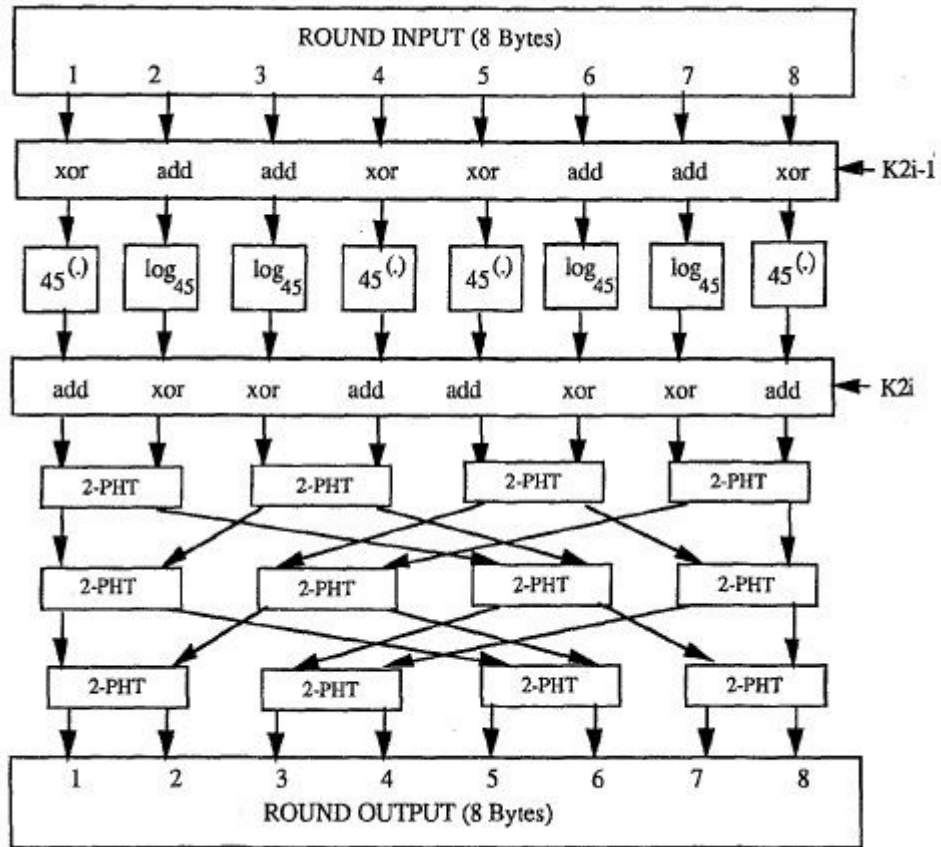 ROUND INPUT (8 Bytes)
1 2 3 4 5 6 7 8
xor add add xor xor add add xor
K2i-1
45(.) log45 log45 45(.) 45(.) log45 log45 45(.)
add xor xor add add xor xor add
K2i
2-PHT 2-PHT 2-PHT 2-PHT
2-PHT 2-PHT 2-PHT 2-PHT
2-PHT 2-PHT 2-PHT 2-PHT
1 2 3 4 5 6 7 8
ROUND OUTPUT (8 Bytes)